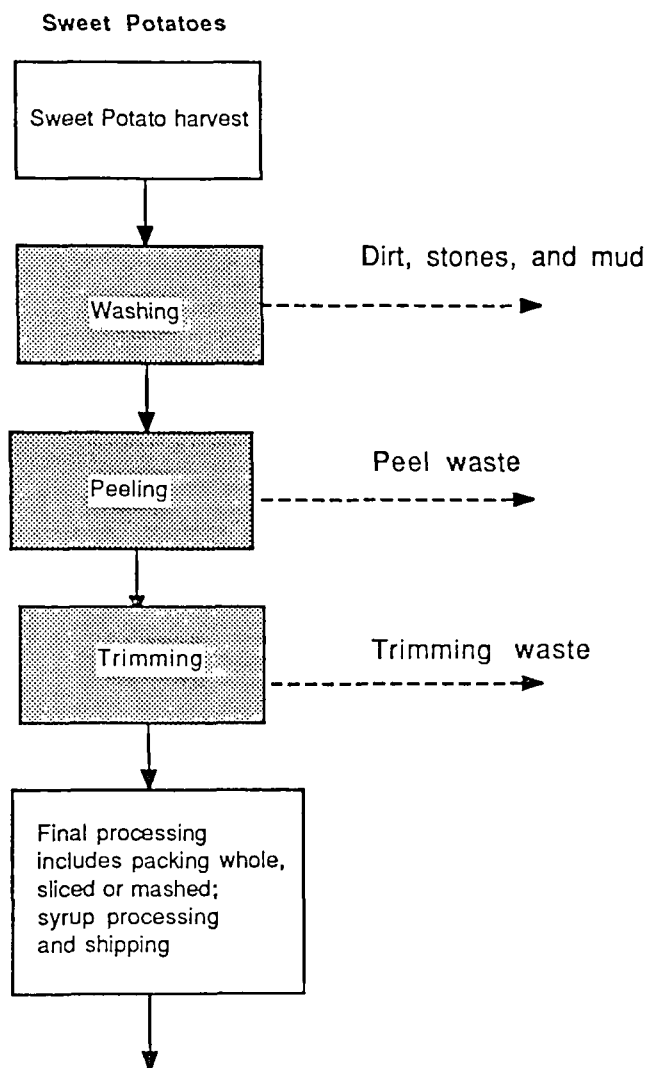 Sweet Potatoes
Sweet Potato harvest
Dirt, stones, and mud
Washing
Peel waste
Peeling
Trimming waste
Trimming
Final processing
includes packing whole,
sliced or mashed;
syrup processing
and shipping